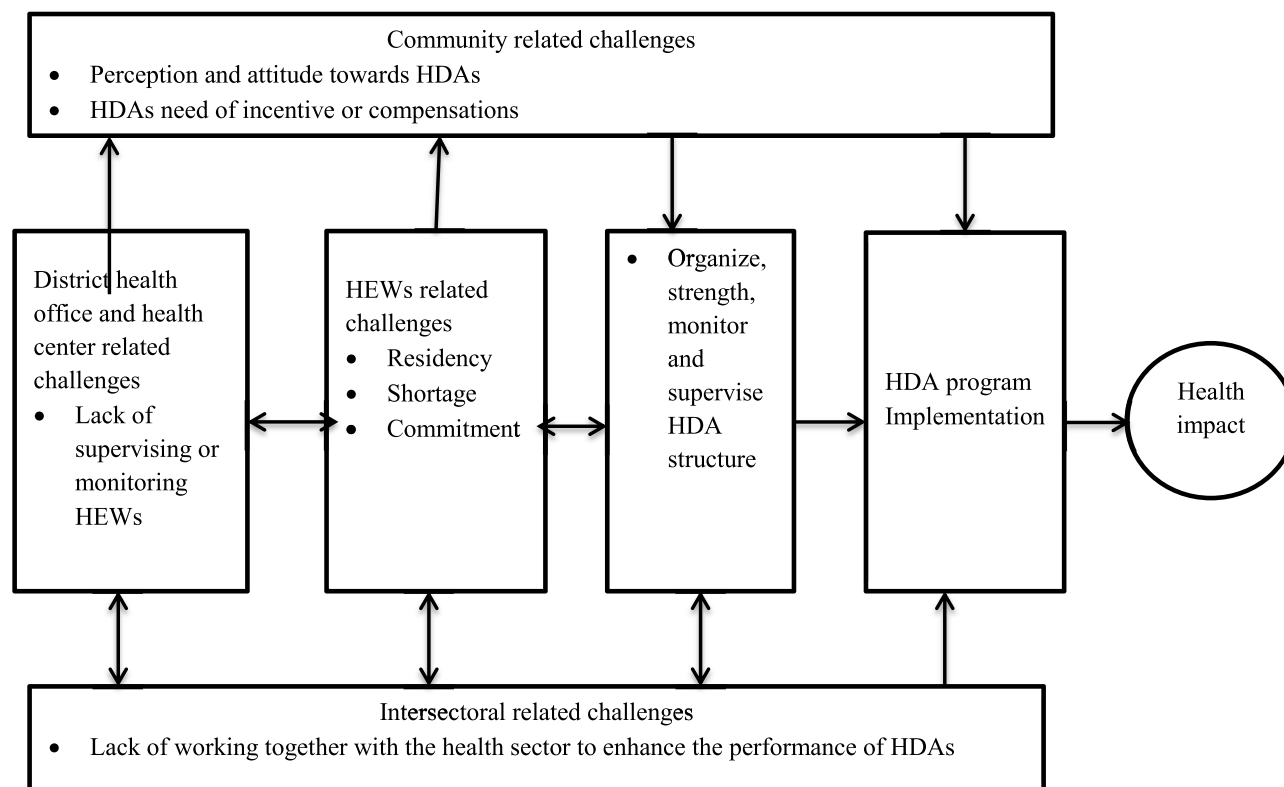 Community related challenges
• Perception and attitude towards HDAs
• HDAs need of incentive or compensations
District health
office and health
center related
challenges
• Lack of
supervising or
monitoring
HEWs
HEWs related
challenges
• Residency
• Shortage
• Commitment
• Organize,
strength,
monitor
and
supervise
HDA
structure
HDA program
Implementation
Health
impact
Intersectoral related challenges
• Lack of working together with the health sector to enhance the performance of HDAs